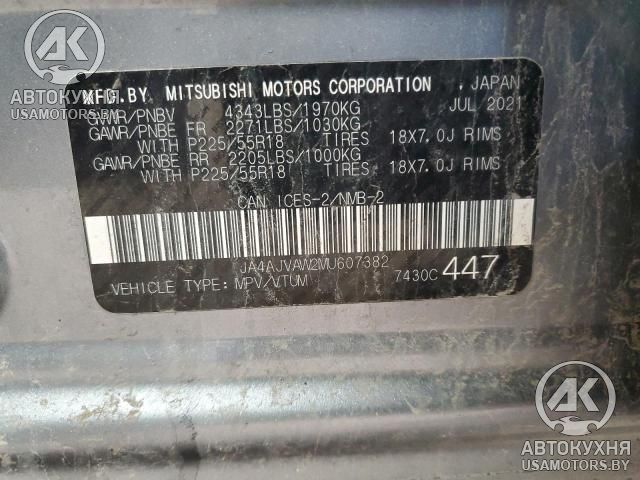 AK
АВТОКУХНЯ
USAMOTORS.BY
MFG.BY MITSUBISHI MOTORS CORPORATION , JAPAN
GVWR/PNBV 4343LBS/1970KG JUL 2021
GAWR/PNBE FR 2271LBS/1030KG
WITH P225/55R18 TIRES 18X7.0J RIMS
GAWR/PNBE RR 2205LBS/1000KG
WITH P225/55R18 TIRES 18X7.0J RIMS
CAN ICES-2/NMB-2
JA4AJVAW2MU607382
7430C 447
VEHICLE TYPE: MPV/VTUM
AK
АВТОКУХНЯ
USAMOTORS.BY